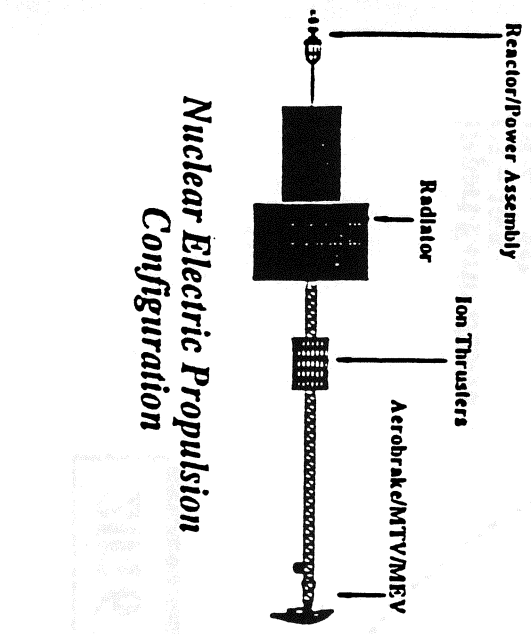 Reactor/Power Assembly
Radiator
Ion Thrusters
Aerobrake/MTV/MEV
Nuclear Electric Propulsion
Configuration